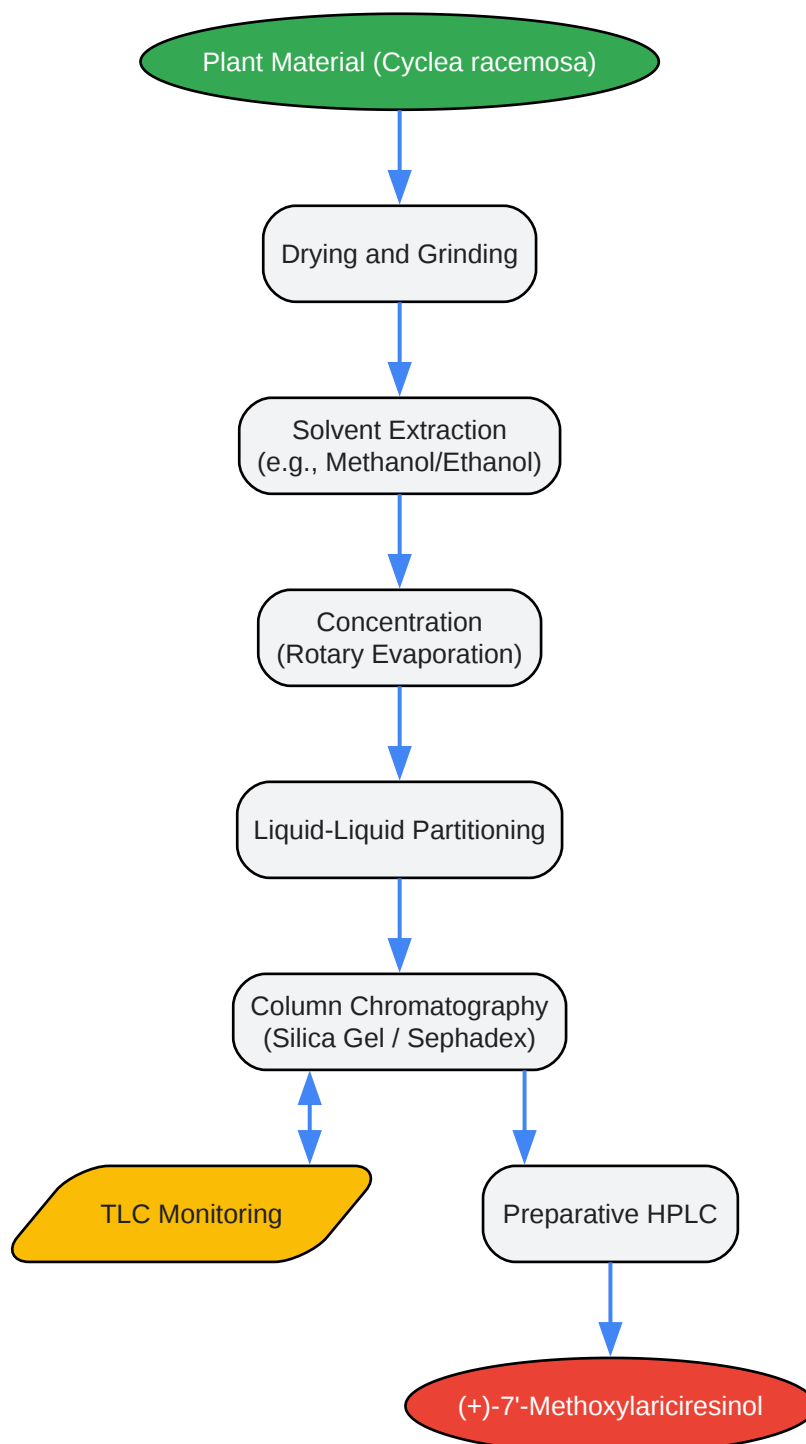 Plant Material (Cyclea racemosa)
Drying and Grinding
Solvent Extraction
(e.g., Methanol/Ethanol)
Concentration
(Rotary Evaporation)
Liquid-Liquid Partitioning
Column Chromatography
(Silica Gel / Sephadex)
TLC Monitoring
Preparative HPLC
(+)-7'-Methoxylariciresinol